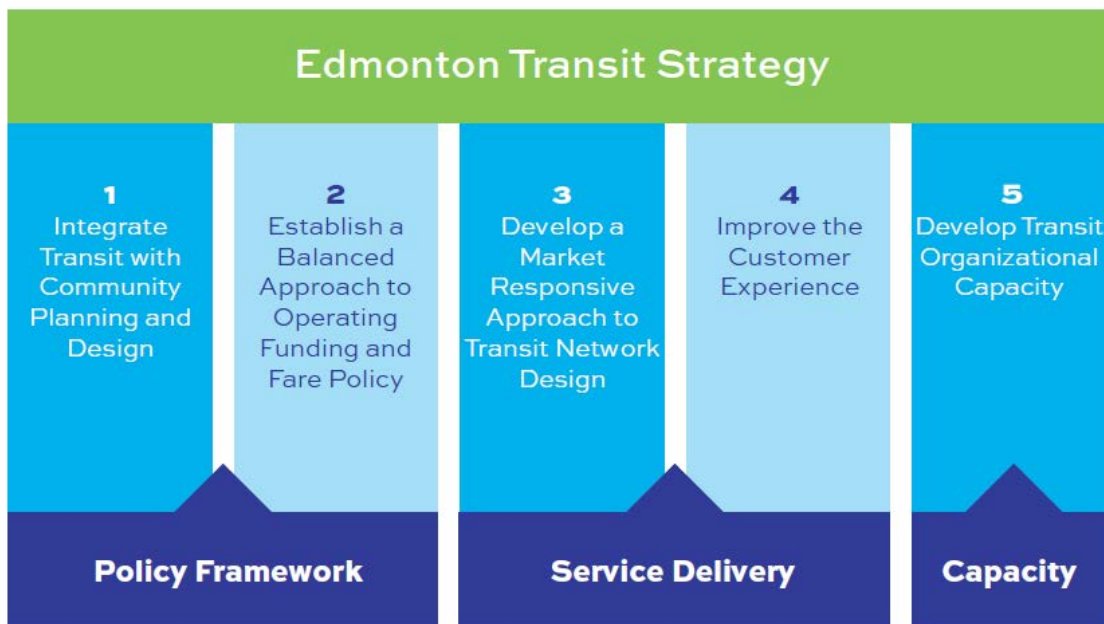 Edmonton Transit Strategy
1
Integrate
Transit with
Community
Planning and
Design
2
Establish a
Balanced
Approach to
Operating
Funding and
Fare Policy
3
Develop a
Market
Responsive
Approach to
Transit Network
Design
4
Improve the
Customer
Experience
5
Develop Transit
Organizational
Capacity
Policy Framework
Service Delivery
Capacity